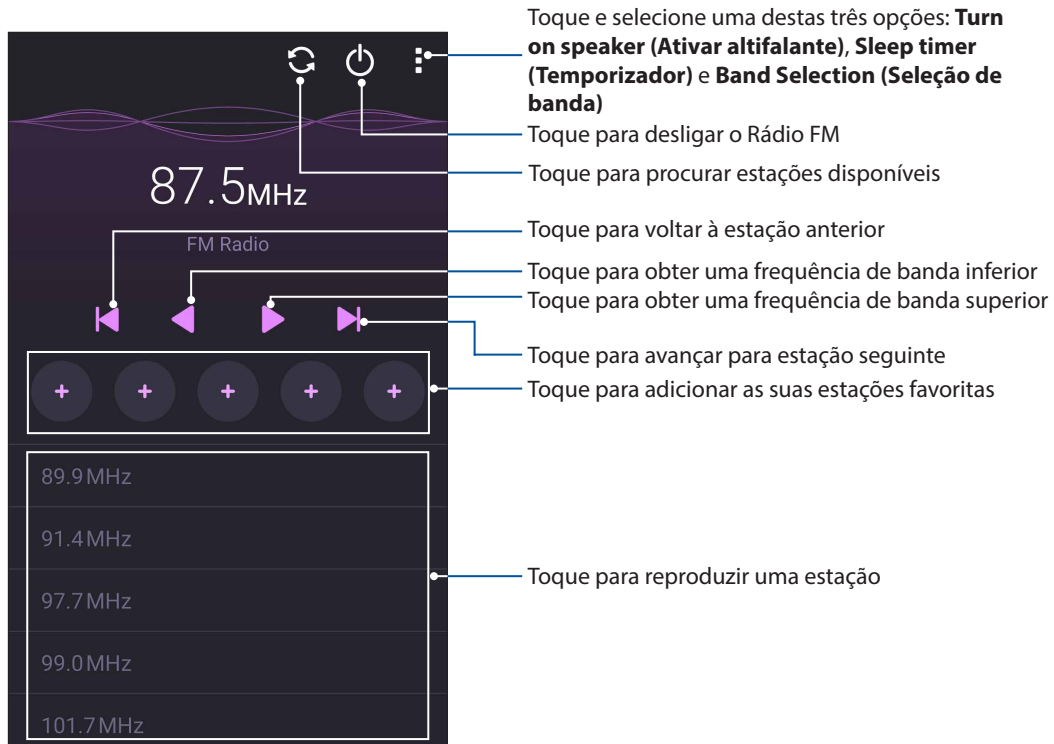 Toque e selecione uma destas três opções: Turn
on speaker (Ativar altifalante), Sleep timer
(Temporizador) e Band Selection (Seleção de
banda)
Toque para desligar o Rádio FM
Toque para procurar estações disponíveis
87.5MHz
FM Radio
Toque para voltar à estação anterior
Toque para obter uma frequência de banda inferior
Toque para obter uma frequência de banda superior
Toque para avançar para estação seguinte
Toque para adicionar as suas estações favoritas
89.9MHz
91.4MHz
97.7MHz
99.0MHz
101.7MHz
Toque para reproduzir uma estação